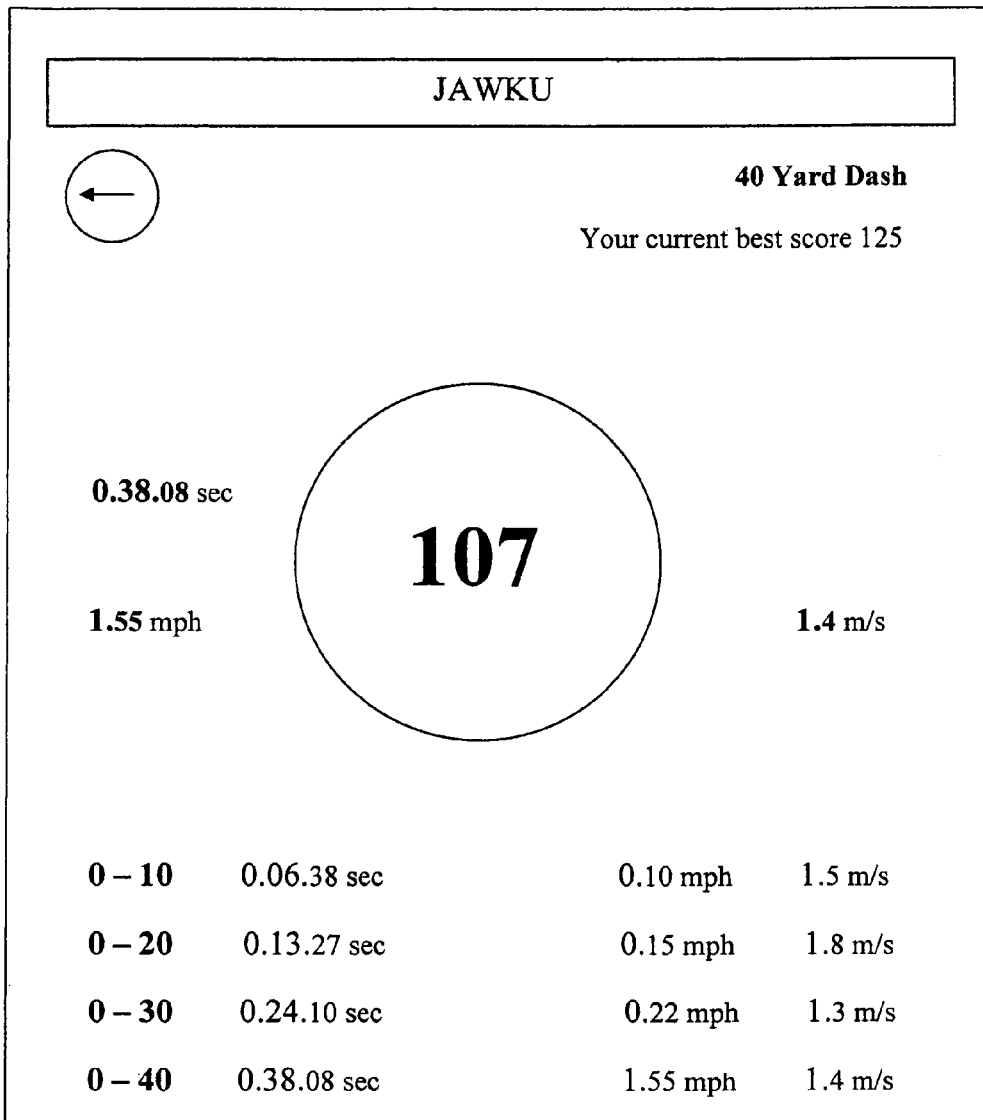 JAWKU
40 Yard Dash
Your current best score 125
0.38.08 sec
107
1.55 mph 1.4 m/s
0 – 10 0.06.38 sec 0.10 mph 1.5 m/s
0 – 20 0.13.27 sec 0.15 mph 1.8 m/s
0 – 30 0.24.10 sec 0.22 mph 1.3 m/s
0 – 40 0.38.08 sec 1.55 mph 1.4 m/s